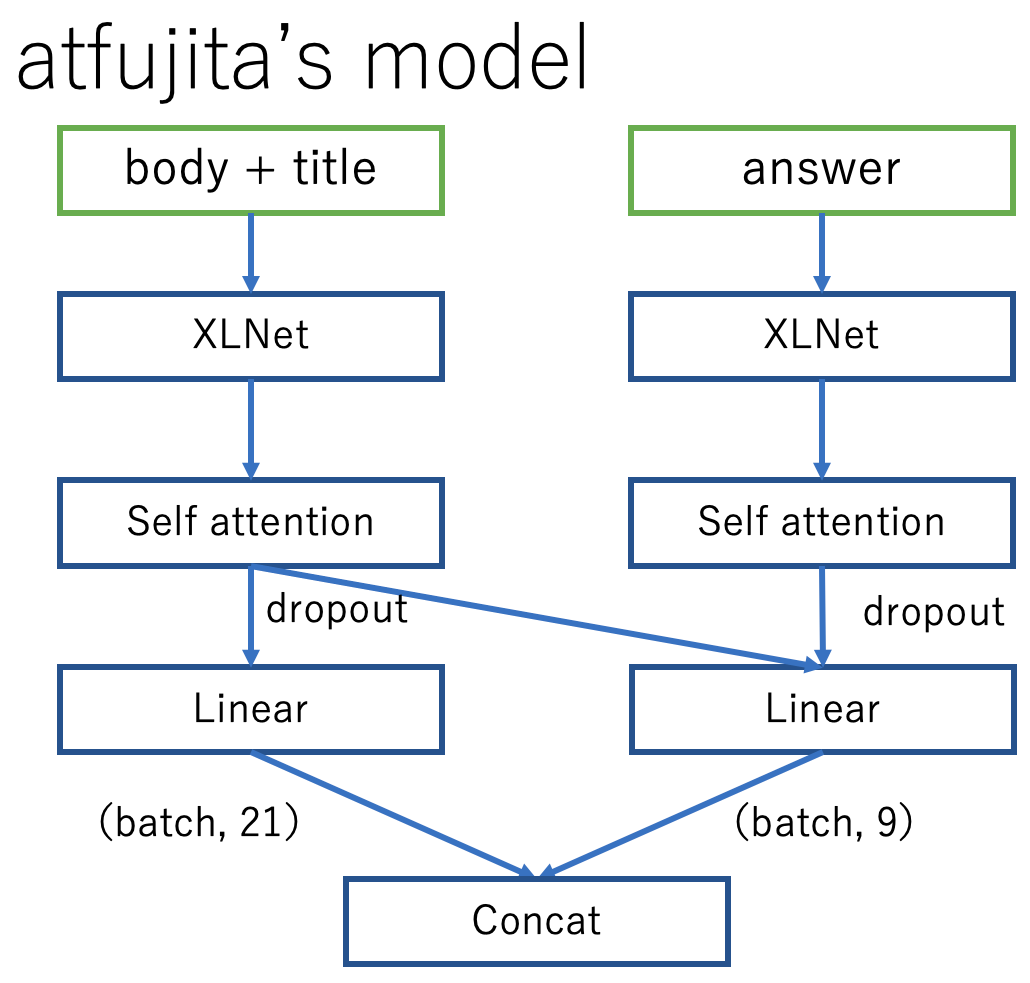 atfujita’s model
body + title
answer
XLNet
XLNet
Self attention
Self attention
dropout
dropout
Linear
Linear
(batch, 21)
(batch, 9)
Concat